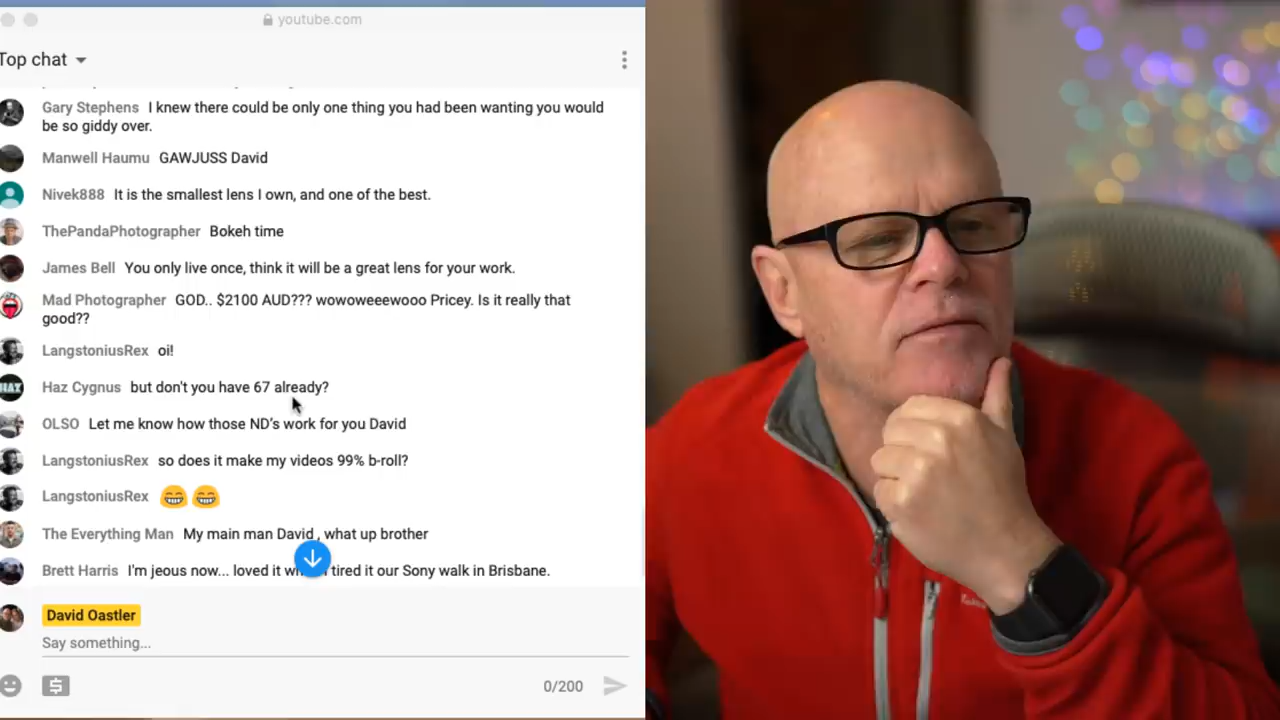 youtube.com
Top chat
Gary Stephens I knew there could be only one thing you had been wanting you would
be so giddy over.
Manwell Haumu GAWJUSS David
Nivek888 It is the smallest lens I own, and one of the best.
ThePandaPhotographer Bokeh time
James Bell You only live once, think it will be a great lens for your work.
Mad Photographer GOD.. $2100 AUD??? wowoweeewooo Pricey. Is it really that
good??
LangstoniusRex oi!
Haz Cygnus but don't you have 67 already?
OLSO Let me know how those ND's work for you David
LangstoniusRex so does it make my videos 99% b-roll?
LangstoniusRex 😁 😁
The Everything Man My main man David , what up brother
Brett Harris I'm jeous now... loved it tired it our Sony walk in Brisbane.
David Oastler
Say something...
0/200